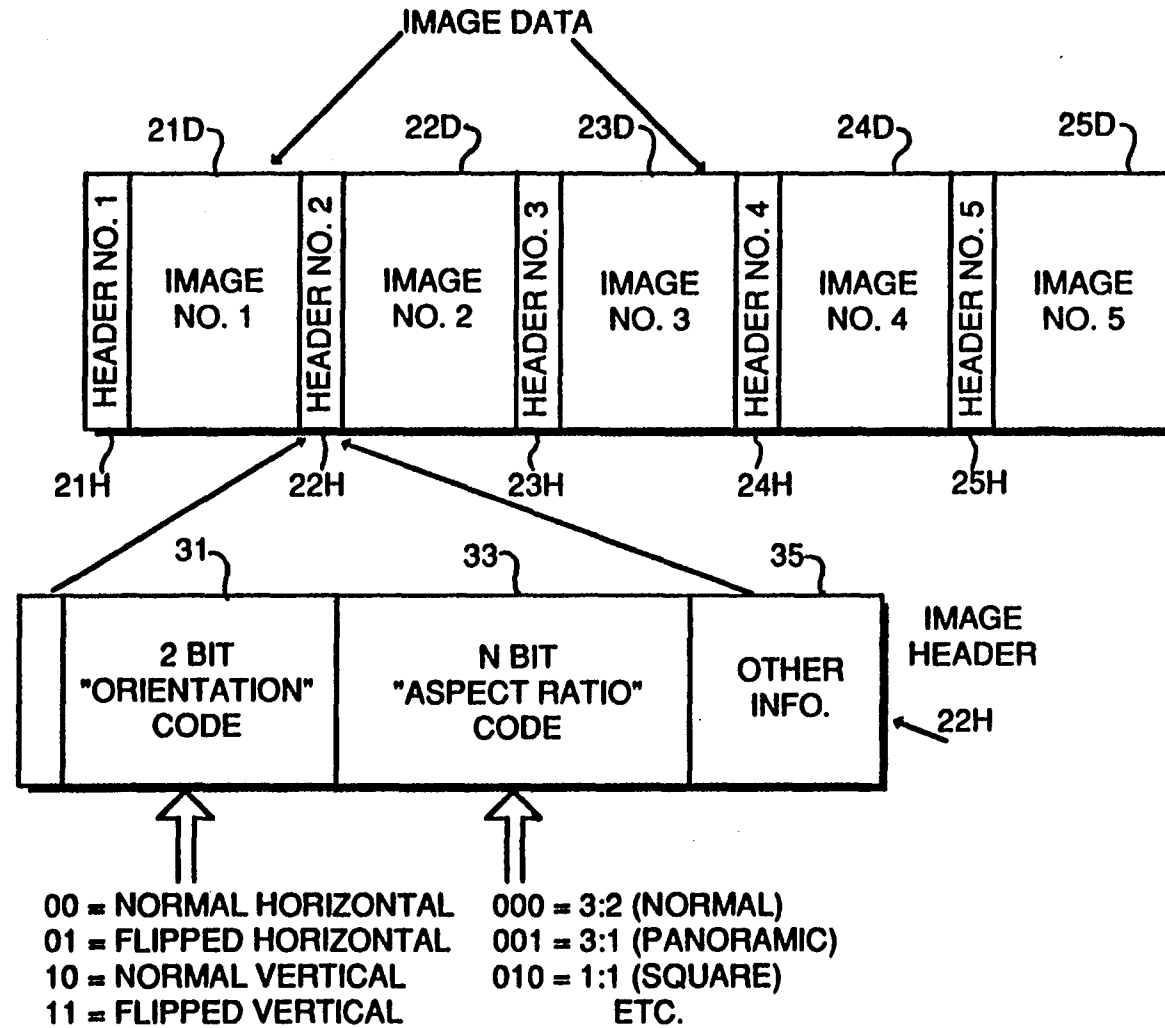 IMAGE DATA
21D 22D 23D 24D 25D
HEADER NO. 1
IMAGE NO. 1
HEADER NO. 2
IMAGE NO. 2
HEADER NO. 3
IMAGE NO. 3
HEADER NO. 4
IMAGE NO. 4
HEADER NO. 5
IMAGE NO. 5
21H 22H 23H 24H 25H
31 33 35
2 BIT
"ORIENTATION"
CODE
N BIT
"ASPECT RATIO"
CODE
OTHER
INFO.
IMAGE
HEADER
22H
00 = NORMAL HORIZONTAL
01 = FLIPPED HORIZONTAL
10 = NORMAL VERTICAL
11 = FLIPPED VERTICAL
000 = 3:2 (NORMAL)
001 = 3:1 (PANORAMIC)
010 = 1:1 (SQUARE)
ETC.